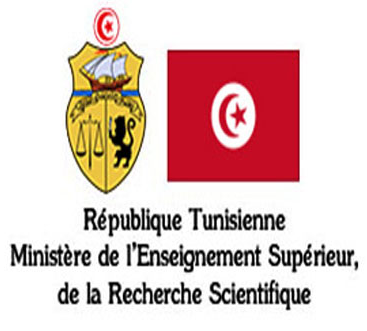 République Tunisienne
Ministère de l'Enseignement Supérieur,
de la Recherche Scientifique